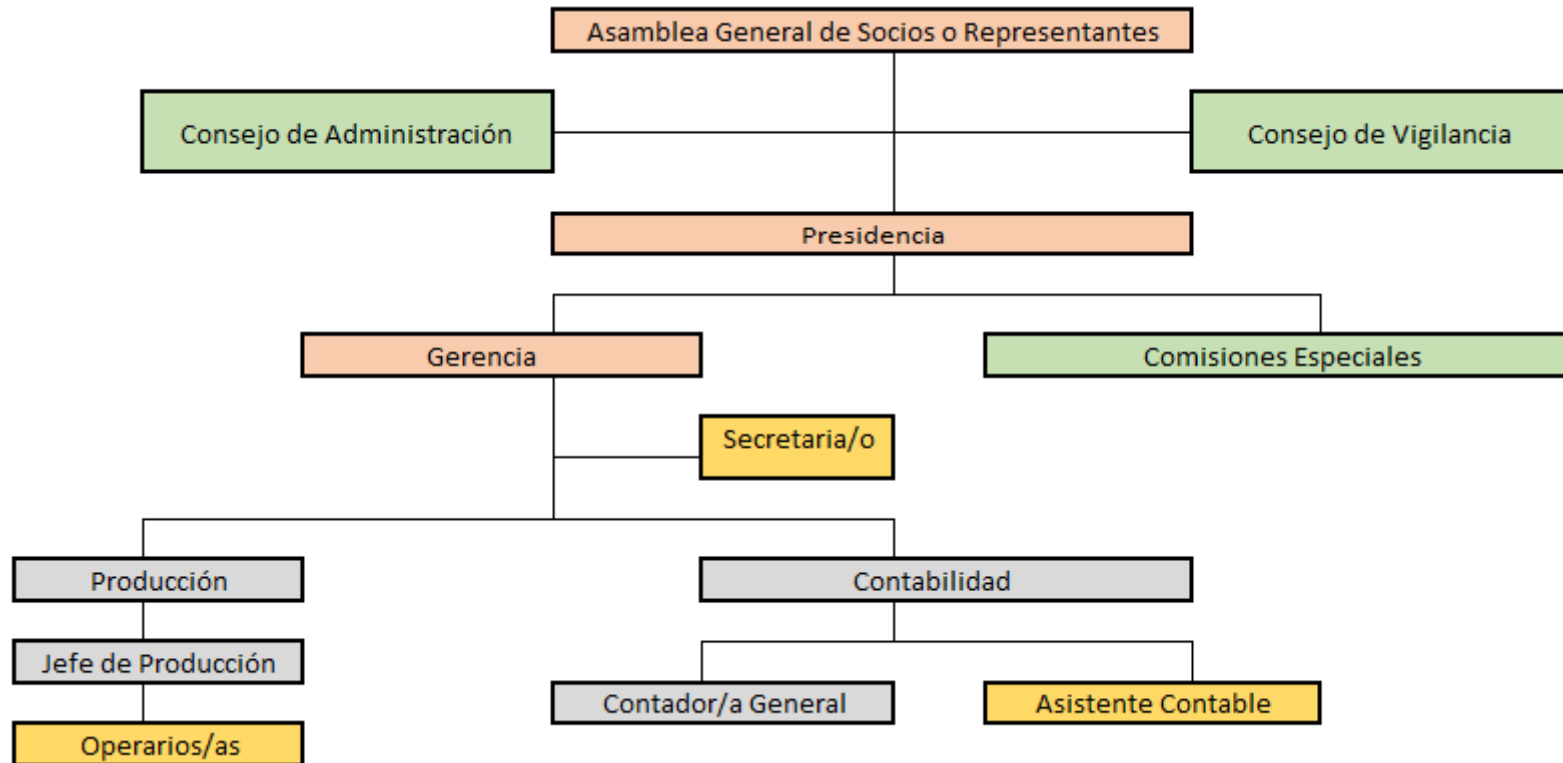 Asamblea General de Socios o Representantes
Consejo de Administración
Consejo de Vigilancia
Presidencia
Gerencia
Comisiones Especiales
Secretaria/o
Producción
Contabilidad
Jefe de Producción
Contador/a General
Asistente Contable
Operarios/as